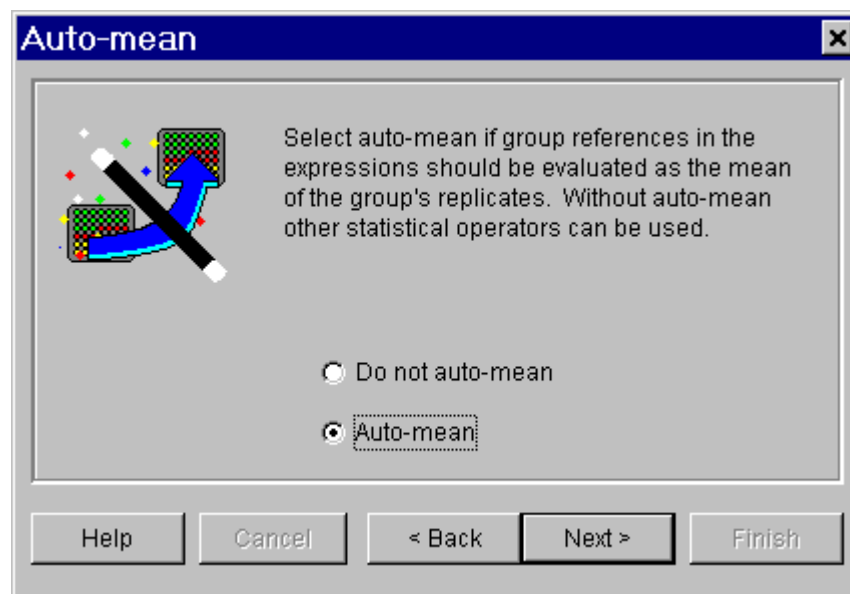 Auto-mean
Select auto-mean if group references in the
expressions should be evaluated as the mean
of the group's replicates.  Without auto-mean
other statistical operators can be used.
Do not auto-mean
Auto-mean
Help
Cancel
< Back
Next >
Finish